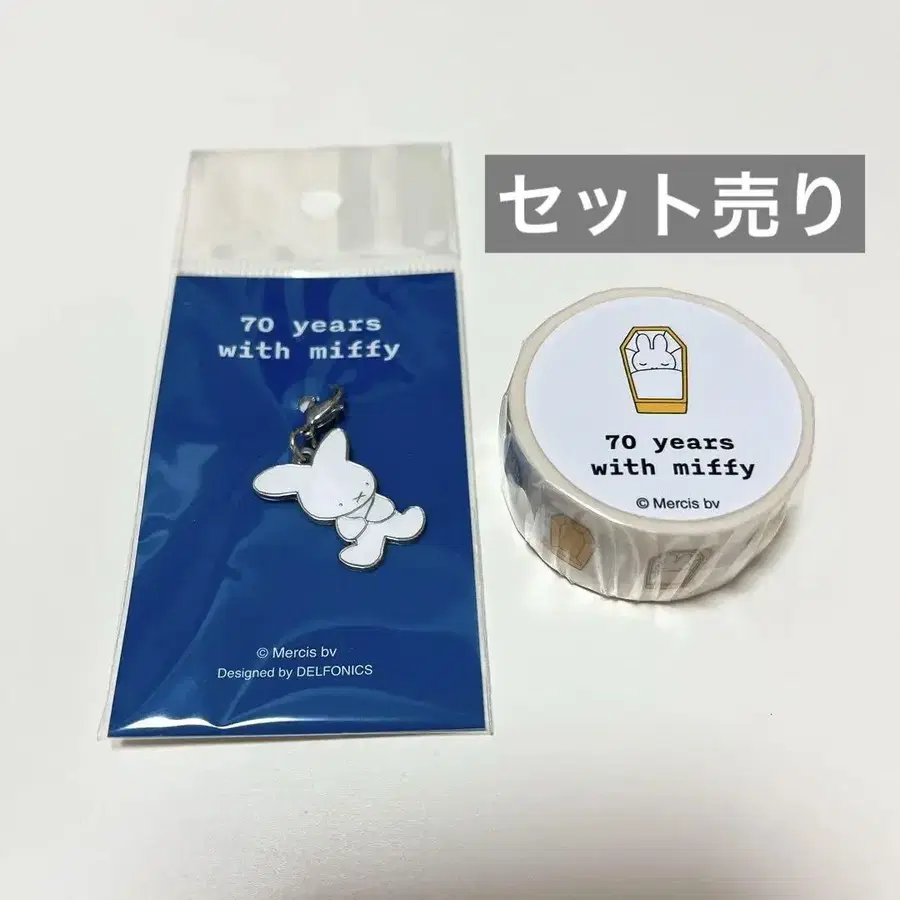 セット売り
70 years
with miffy
© Mercis bv
Designed by DELFONICS
70 years
with miffy
© Mercis bv